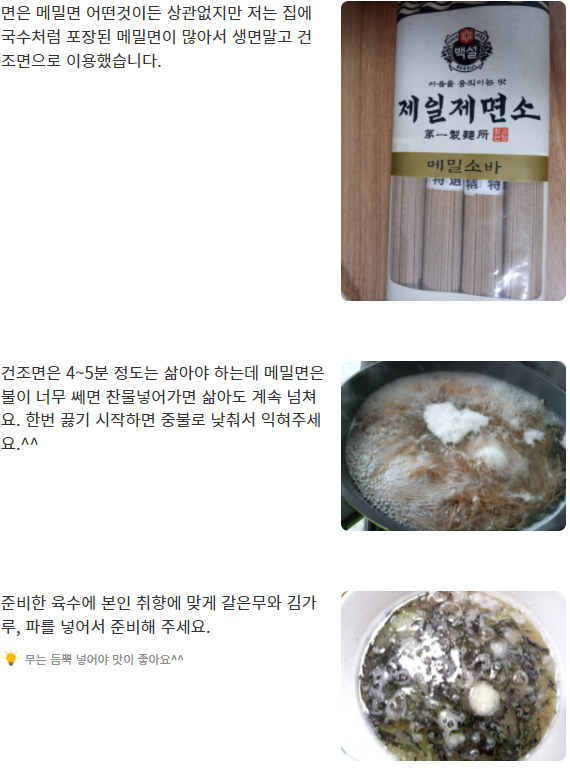 면은 메밀면 어떤것이든 상관없지만 저는 집에
국수처럼 포장된 메밀면이 많아서 생면말고 건
조면으로 이용했습니다.
백설
마음을 움직이는 맛
제일제면소
第一製麵所
메밀소바
特選 特選 特
건조면은 4~5분 정도는 삶아야 하는데 메밀면은
불이 너무 쎄면 찬물넣어가면 삶아도 계속 넘쳐
요. 한번 끓기 시작하면 중불로 낮춰서 익혀주세
요.^^
준비한 육수에 본인 취향에 맞게 갈은무와 김가
루, 파를 넣어서 준비해 주세요.
무는 듬뿍 넣어야 맛이 좋아요^^